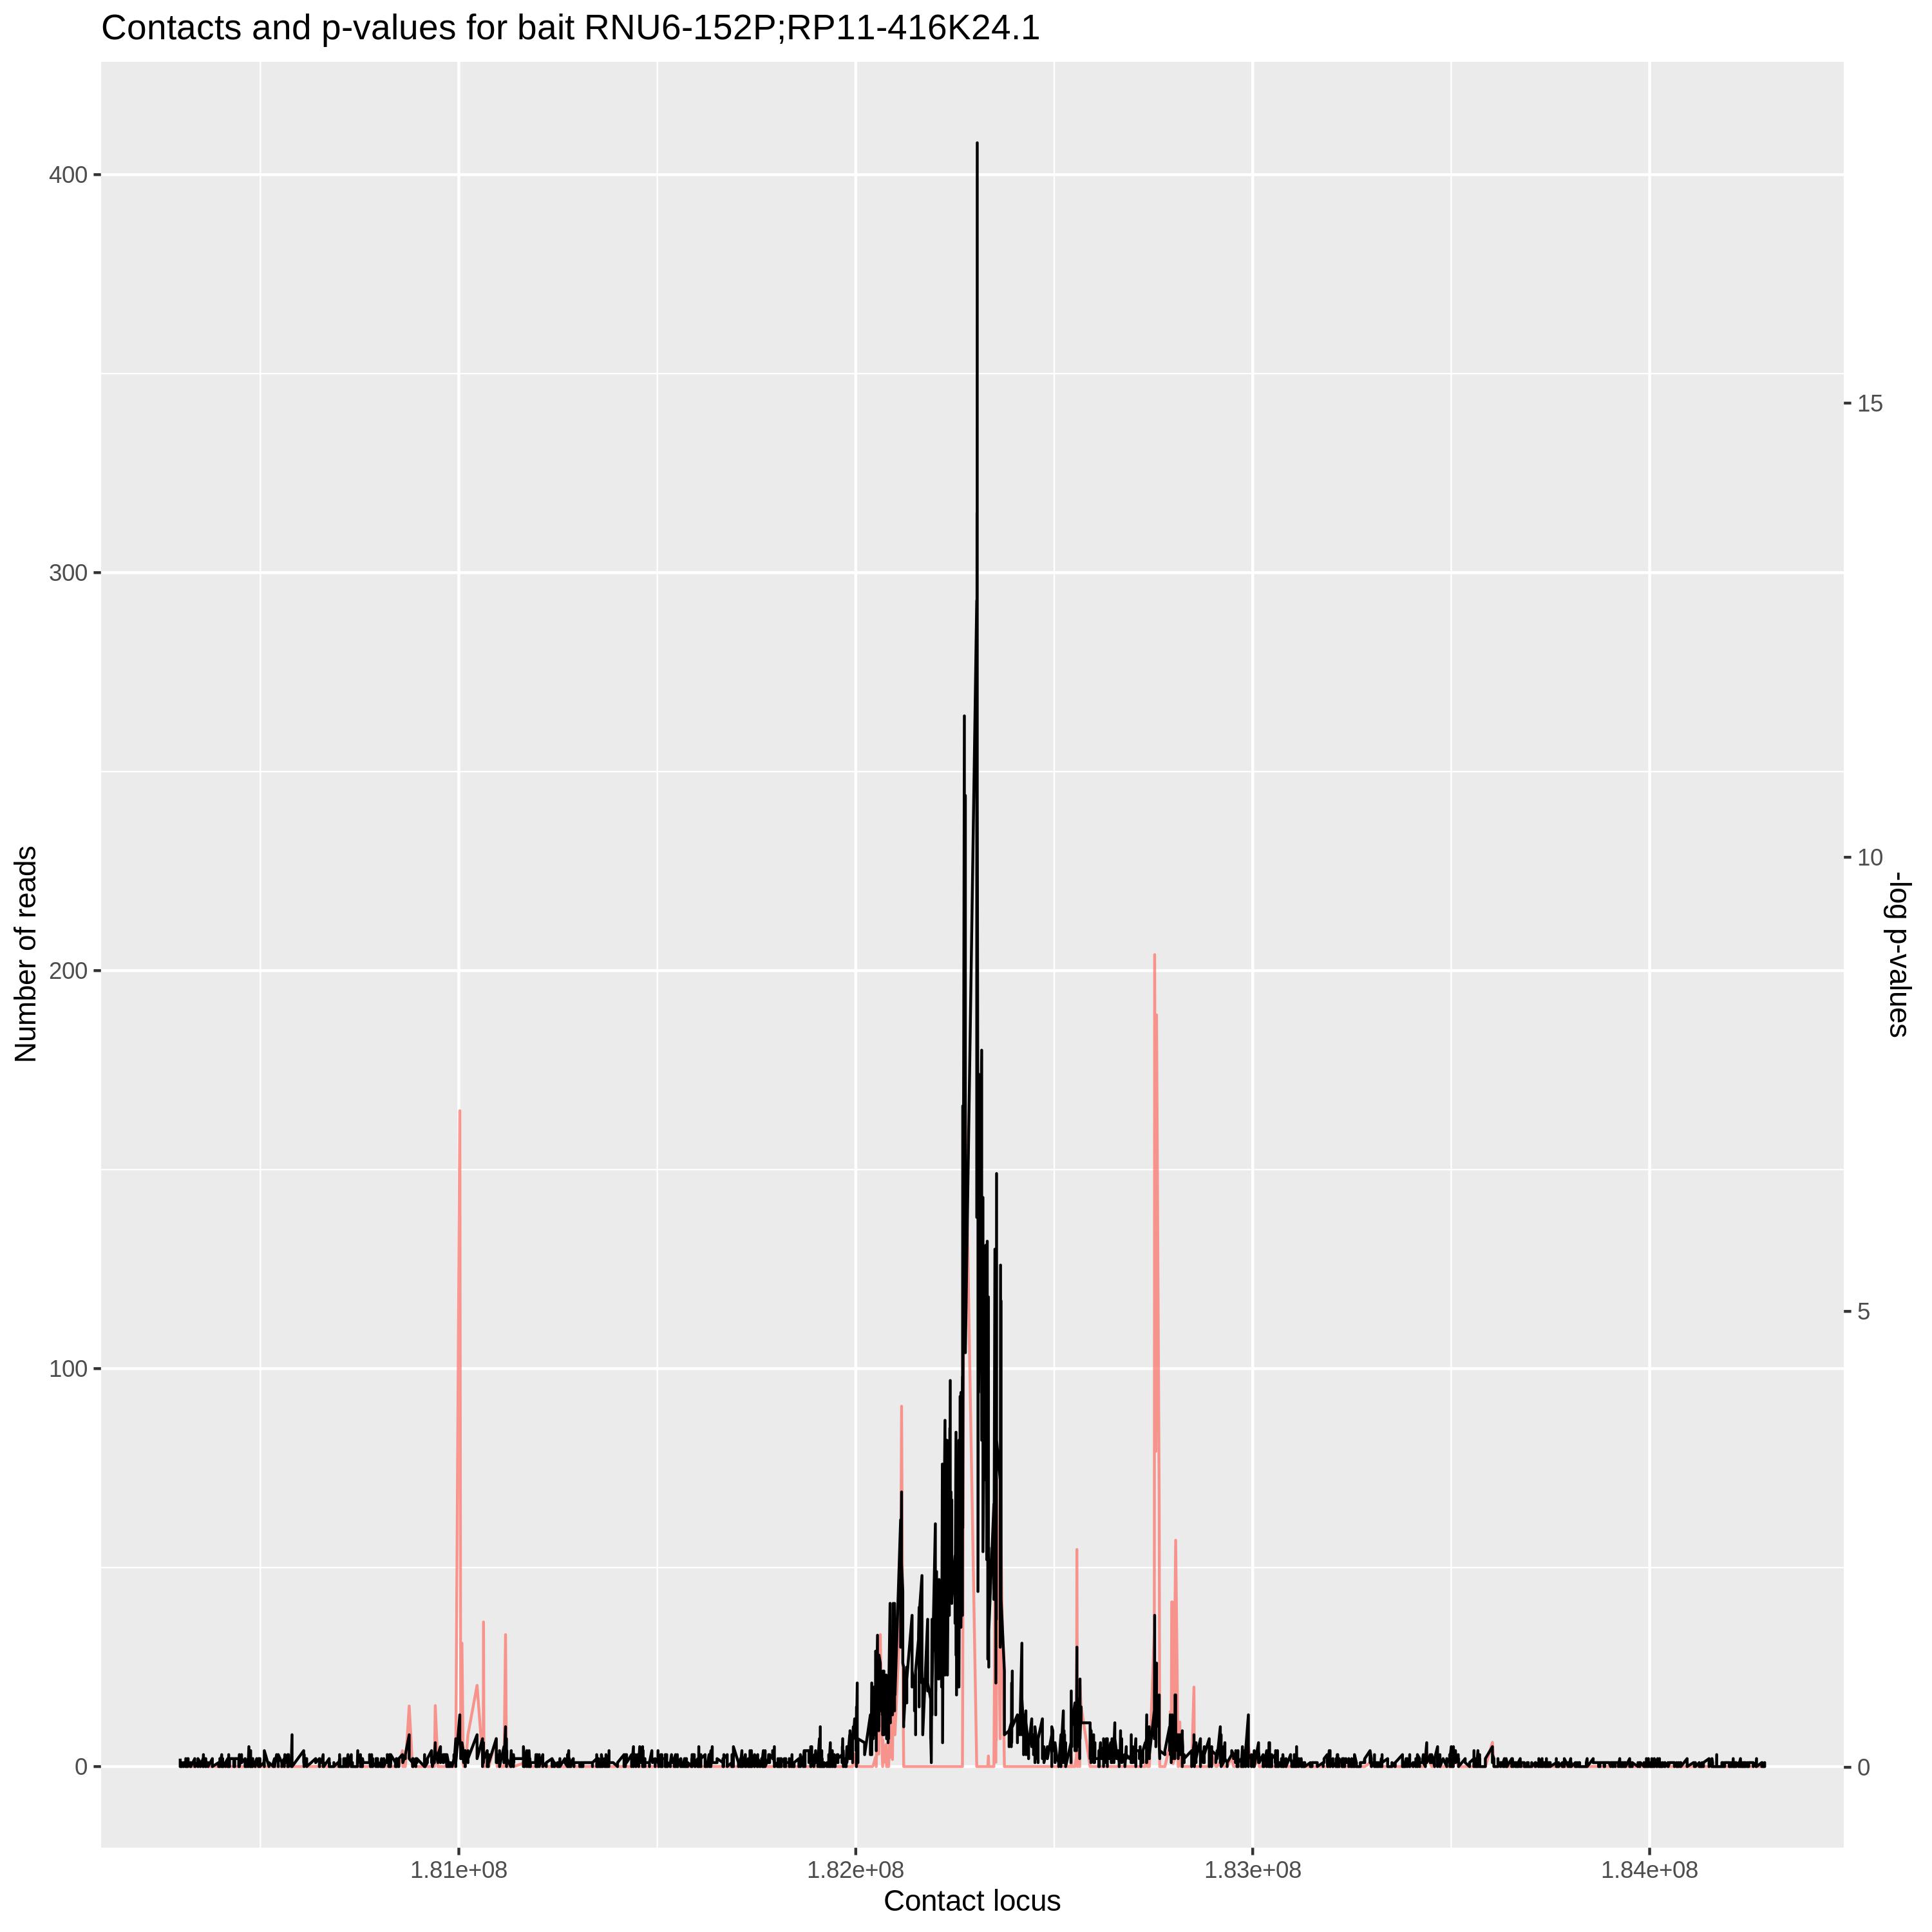 Contacts and p-values for bait RNU6-152P;RP11-416K24.1
400
300
200
100
0
Number of reads
15
10
5
0
-log p-values
1.81e+08
1.82e+08
1.83e+08
1.84e+08
Contact locus